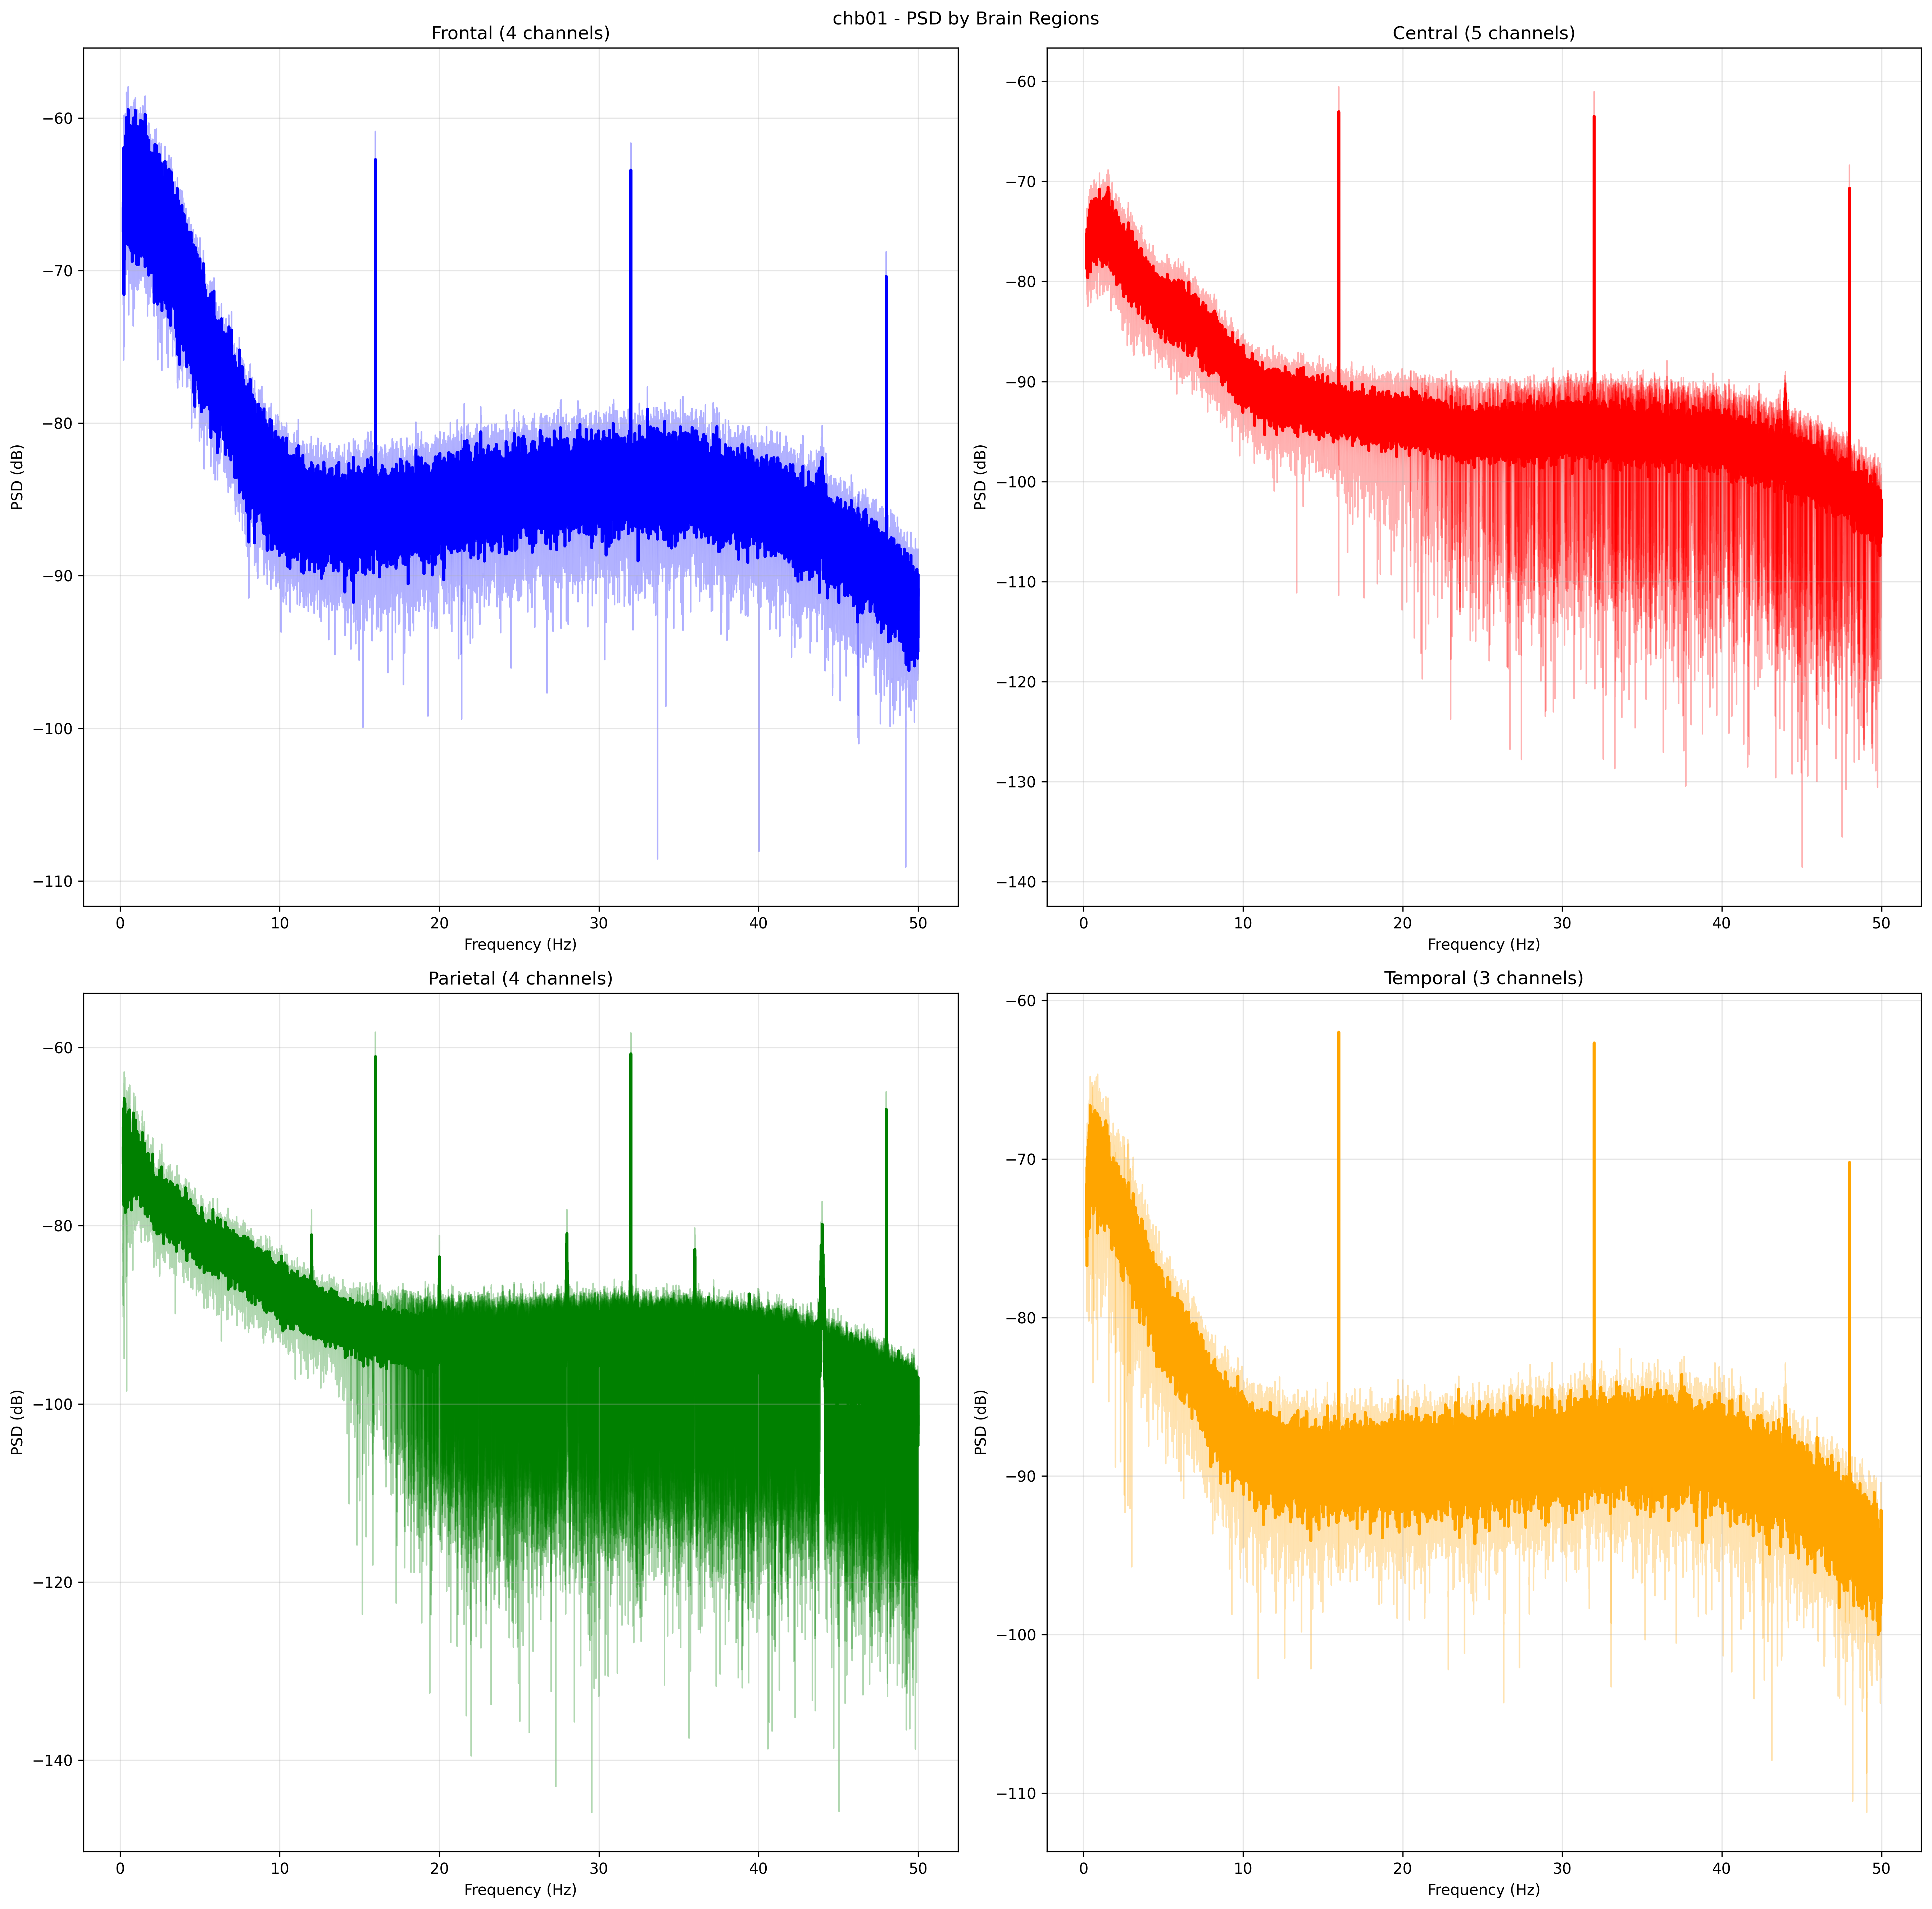 chb01 - PSD by Brain Regions
Frontal (4 channels)
−60
−70
−80
−90
−100
−110
PSD (dB)
0 10 20 30 40 50
Frequency (Hz)
Central (5 channels)
−60
−70
−80
−90
−100
−110
−120
−130
−140
PSD (dB)
0 10 20 30 40 50
Frequency (Hz)
Parietal (4 channels)
−60
−80
−100
−120
−140
PSD (dB)
0 10 20 30 40 50
Frequency (Hz)
Temporal (3 channels)
−60
−70
−80
−90
−100
−110
PSD (dB)
0 10 20 30 40 50
Frequency (Hz)